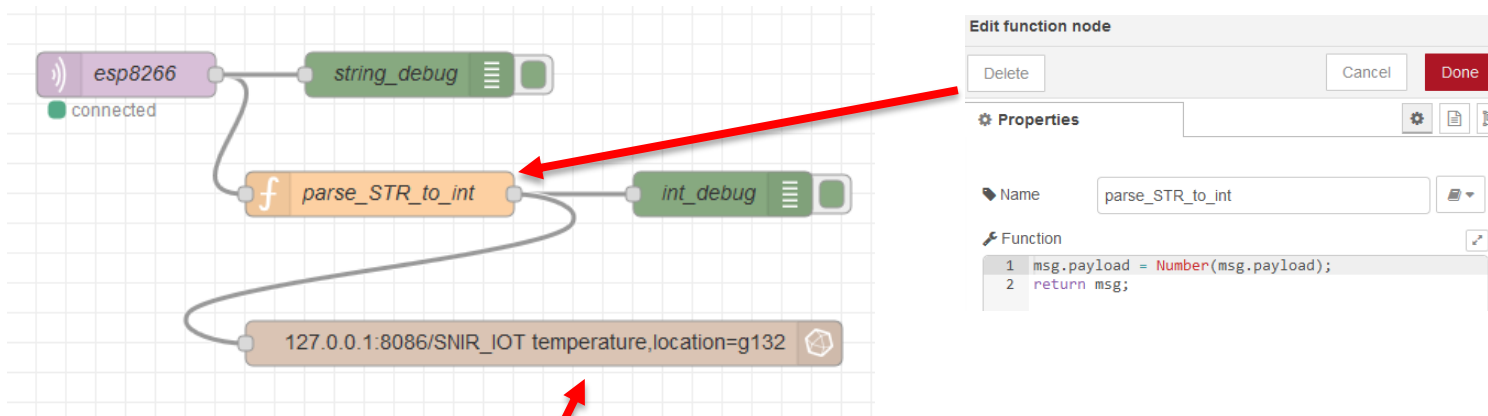 esp8266
connected
string_debug
parse_STR_to_int
int_debug
127.0.0.1:8086/SNIR_IOT temperature,location=g132
Edit function node
Delete
Cancel
Done
Properties
Name
parse_STR_to_int
Function
1 msg.payload = Number(msg.payload);
2 return msg;